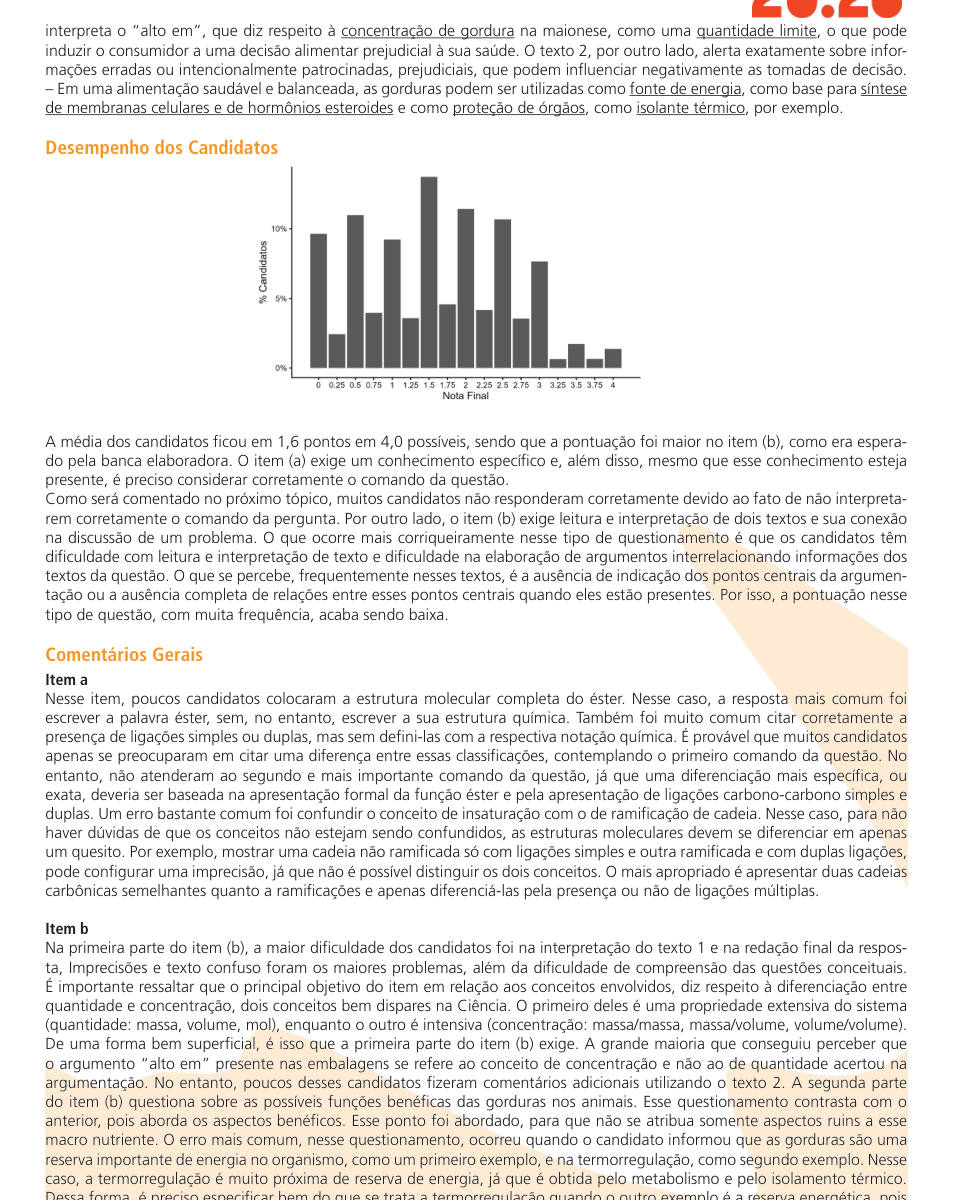 interpreta o “alto em”, que diz respeito à concentração de gordura na maionese, como uma quantidade limite, o que pode
induzir o consumidor a uma decisão alimentar prejudicial à sua saúde. O texto 2, por outro lado, alerta exatamente sobre infor-
mações erradas ou intencionalmente patrocinadas, prejudiciais, que podem influenciar negativamente as tomadas de decisão.
– Em uma alimentação saudável e balanceada, as gorduras podem ser utilizadas como fonte de energia, como base para síntese
de membranas celulares e de hormônios esteroides e como proteção de órgãos, como isolante térmico, por exemplo.
Desempenho dos Candidatos
10%
5%
0%
% Candidatos
0 0.25 0.5 0.75 1 1.25 1.5 1.75 2 2.25 2.5 2.75 3 3.25 3.5 3.75 4
Nota Final
A média dos candidatos ficou em 1,6 pontos em 4,0 possíveis, sendo que a pontuação foi maior no item (b), como era espera-
do pela banca elaboradora. O item (a) exige um conhecimento específico e, além disso, mesmo que esse conhecimento esteja
presente, é preciso considerar corretamente o comando da questão.
Como será comentado no próximo tópico, muitos candidatos não responderam corretamente devido ao fato de não interpreta-
rem corretamente o comando da pergunta. Por outro lado, o item (b) exige leitura e interpretação de dois textos e sua conexão
na discussão de um problema. O que ocorre mais corriqueiramente nesse tipo de questionamento é que os candidatos têm
dificuldade com leitura e interpretação de texto e dificuldade na elaboração de argumentos interrelacionando informações dos
textos da questão. O que se percebe, frequentemente nesses textos, é a ausência de indicação dos pontos centrais da argumen-
tação ou a ausência completa de relações entre esses pontos centrais quando eles estão presentes. Por isso, a pontuação nesse
tipo de questão, com muita frequência, acaba sendo baixa.
Comentários Gerais
Item a
Nesse item, poucos candidatos colocaram a estrutura molecular completa do éster. Nesse caso, a resposta mais comum foi
escrever a palavra éster, sem, no entanto, escrever a sua estrutura química. Também foi muito comum citar corretamente a
presença de ligações simples ou duplas, mas sem defini-las com a respectiva notação química. É provável que muitos candidatos
apenas se preocuparam em citar uma diferença entre essas classificações, contemplando o primeiro comando da questão. No
entanto, não atenderam ao segundo e mais importante comando da questão, já que uma diferenciação mais específica, ou
exata, deveria ser baseada na apresentação formal da função éster e pela apresentação de ligações carbono-carbono simples e
duplas. Um erro bastante comum foi confundir o conceito de insaturação com o de ramificação de cadeia. Nesse caso, para não
haver dúvidas de que os conceitos não estejam sendo confundidos, as estruturas moleculares devem se diferenciar em apenas
um quesito. Por exemplo, mostrar uma cadeia não ramificada só com ligações simples e outra ramificada e com duplas ligações,
pode configurar uma imprecisão, já que não é possível distinguir os dois conceitos. O mais apropriado é apresentar duas cadeias
carbônicas semelhantes quanto a ramificações e apenas diferenciá-las pela presença ou não de ligações múltiplas.
Item b
Na primeira parte do item (b), a maior dificuldade dos candidatos foi na interpretação do texto 1 e na redação final da respos-
ta, Imprecisões e texto confuso foram os maiores problemas, além da dificuldade de compreensão das questões conceituais.
É importante ressaltar que o principal objetivo do item em relação aos conceitos envolvidos, diz respeito à diferenciação entre
quantidade e concentração, dois conceitos bem dispares na Ciência. O primeiro deles é uma propriedade extensiva do sistema
(quantidade: massa, volume, mol), enquanto o outro é intensiva (concentração: massa/massa, massa/volume, volume/volume).
De uma forma bem superficial, é isso que a primeira parte do item (b) exige. A grande maioria que conseguiu perceber que
o argumento “alto em” presente nas embalagens se refere ao conceito de concentração e não ao de quantidade acertou na
argumentação. No entanto, poucos desses candidatos fizeram comentários adicionais utilizando o texto 2. A segunda parte
do item (b) questiona sobre as possíveis funções benéficas das gorduras nos animais. Esse questionamento contrasta com o
anterior, pois aborda os aspectos benéficos. Esse ponto foi abordado, para que não se atribua somente aspectos ruins a esse
macro nutriente. O erro mais comum, nesse questionamento, ocorreu quando o candidato informou que as gorduras são uma
reserva importante de energia no organismo, como um primeiro exemplo, e na termorregulação, como segundo exemplo. Nesse
caso, a termorregulação é muito próxima de reserva de energia, já que é obtida pelo metabolismo e pelo isolamento térmico.
Dessa forma, é preciso especificar bem do que se trata a termorregulação quando o outro exemplo é a reserva energética, pois